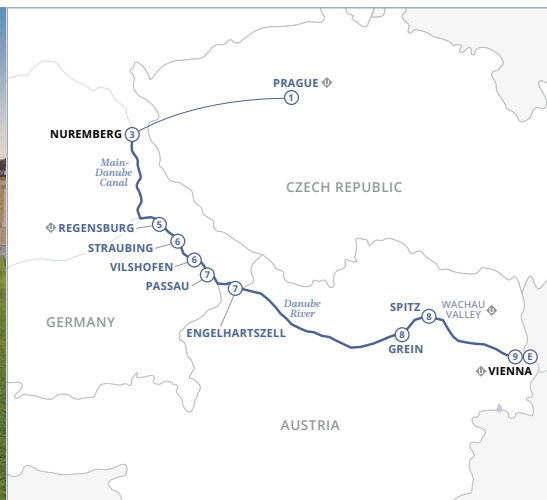 PRAGUE
1
NUREMBERG 3
Main-
Danube
Canal
CZECH REPUBLIC
REGENSBURG 5
STRAUBING 6
VILSHOFEN 6
PASSAU 7
7
ENGELHARTSZELL
Danube
River
GERMANY
SPITZ 8
WACHAU
VALLEY
8
GREIN
9 E
VIENNA
AUSTRIA